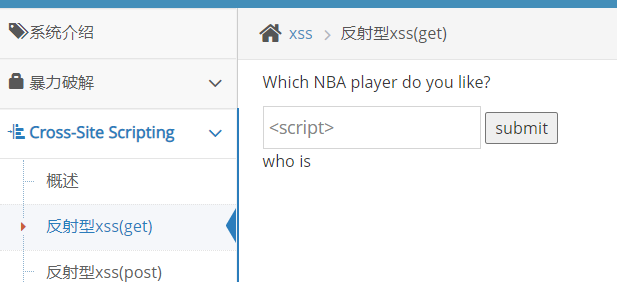 系统介绍
暴力破解
Cross-Site Scripting
概述
反射型xss(get)
反射型xss(post)
xss > 反射型xss(get)
Which NBA player do you like?
<script>
submit
who is